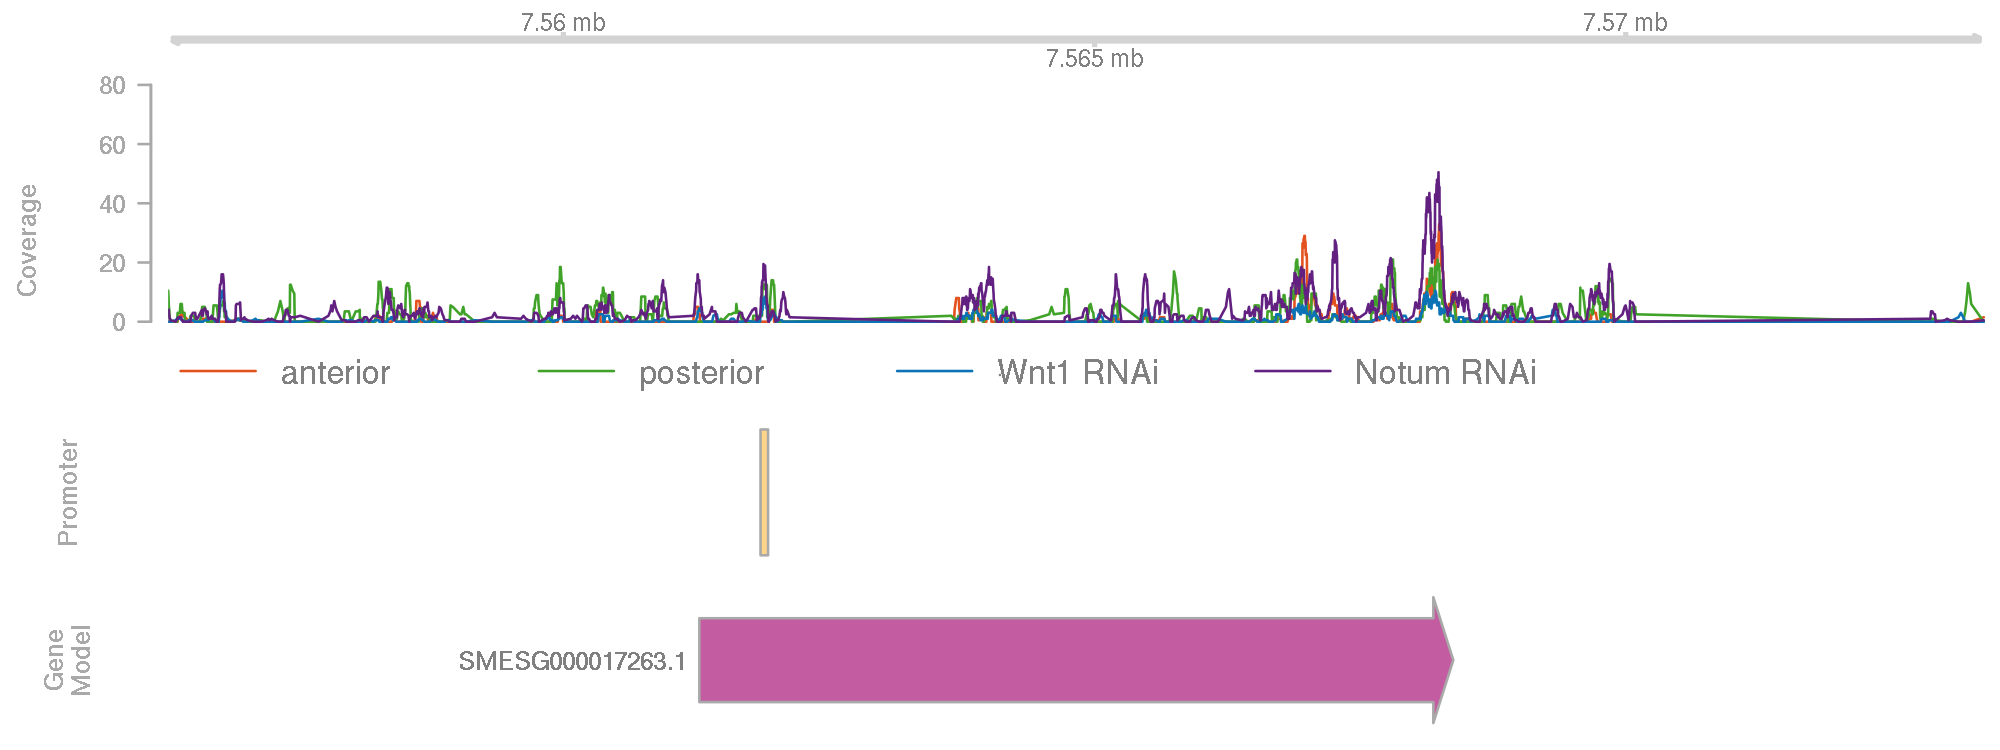 7.56 mb
7.57 mb
7.565 mb
80
60
40
20
0
Coverage
anterior
posterior
Wnt1 RNAi
Notum RNAi
Promoter
Gene
Model
SMESG000017263.1